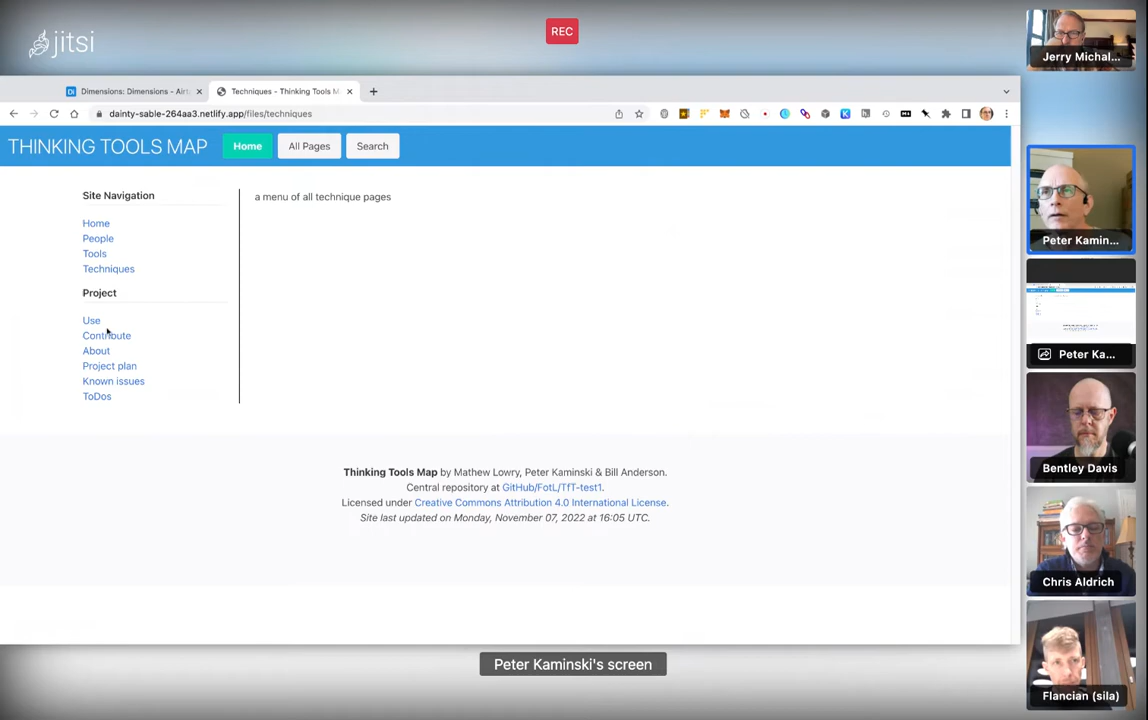 jitsi
REC
Jerry Michal...
Dimensions: Dimensions - Airt
Techniques - Thinking Tools M
dainty-sable-264aa3.netlify.app/files/techniques
THINKING TOOLS MAP
Home
All Pages
Search
Site Navigation
a menu of all technique pages
Home
People
Tools
Techniques
Project
Use
Contribute
About
Project plan
Known issues
ToDos
Thinking Tools Map by Mathew Lowry, Peter Kaminski & Bill Anderson.
Central repository at GitHub/FotL/TfT-test1.
Licensed under Creative Commons Attribution 4.0 International License.
Site last updated on Monday, November 07, 2022 at 16:05 UTC.
Peter Kamin...
Peter Ka...
Bentley Davis
Chris Aldrich
Flancian (sila)
Peter Kaminski's screen